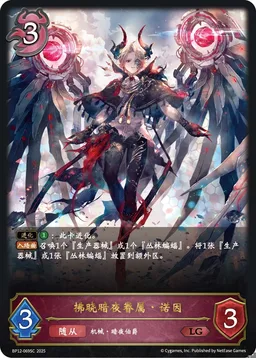 3
进化 3 : 此卡进化。
入场曲 召唤1个『生产器械』或1个『丛林蝙蝠』。将1张『生产
器械』或1张『丛林蝙蝠』放置到额外区。
拂晓暗夜眷属·诺因
3
随从
机械·暗夜伯爵
LG
3
BP12-069SC 2025
© Cygames, Inc. Published by NetEase Games